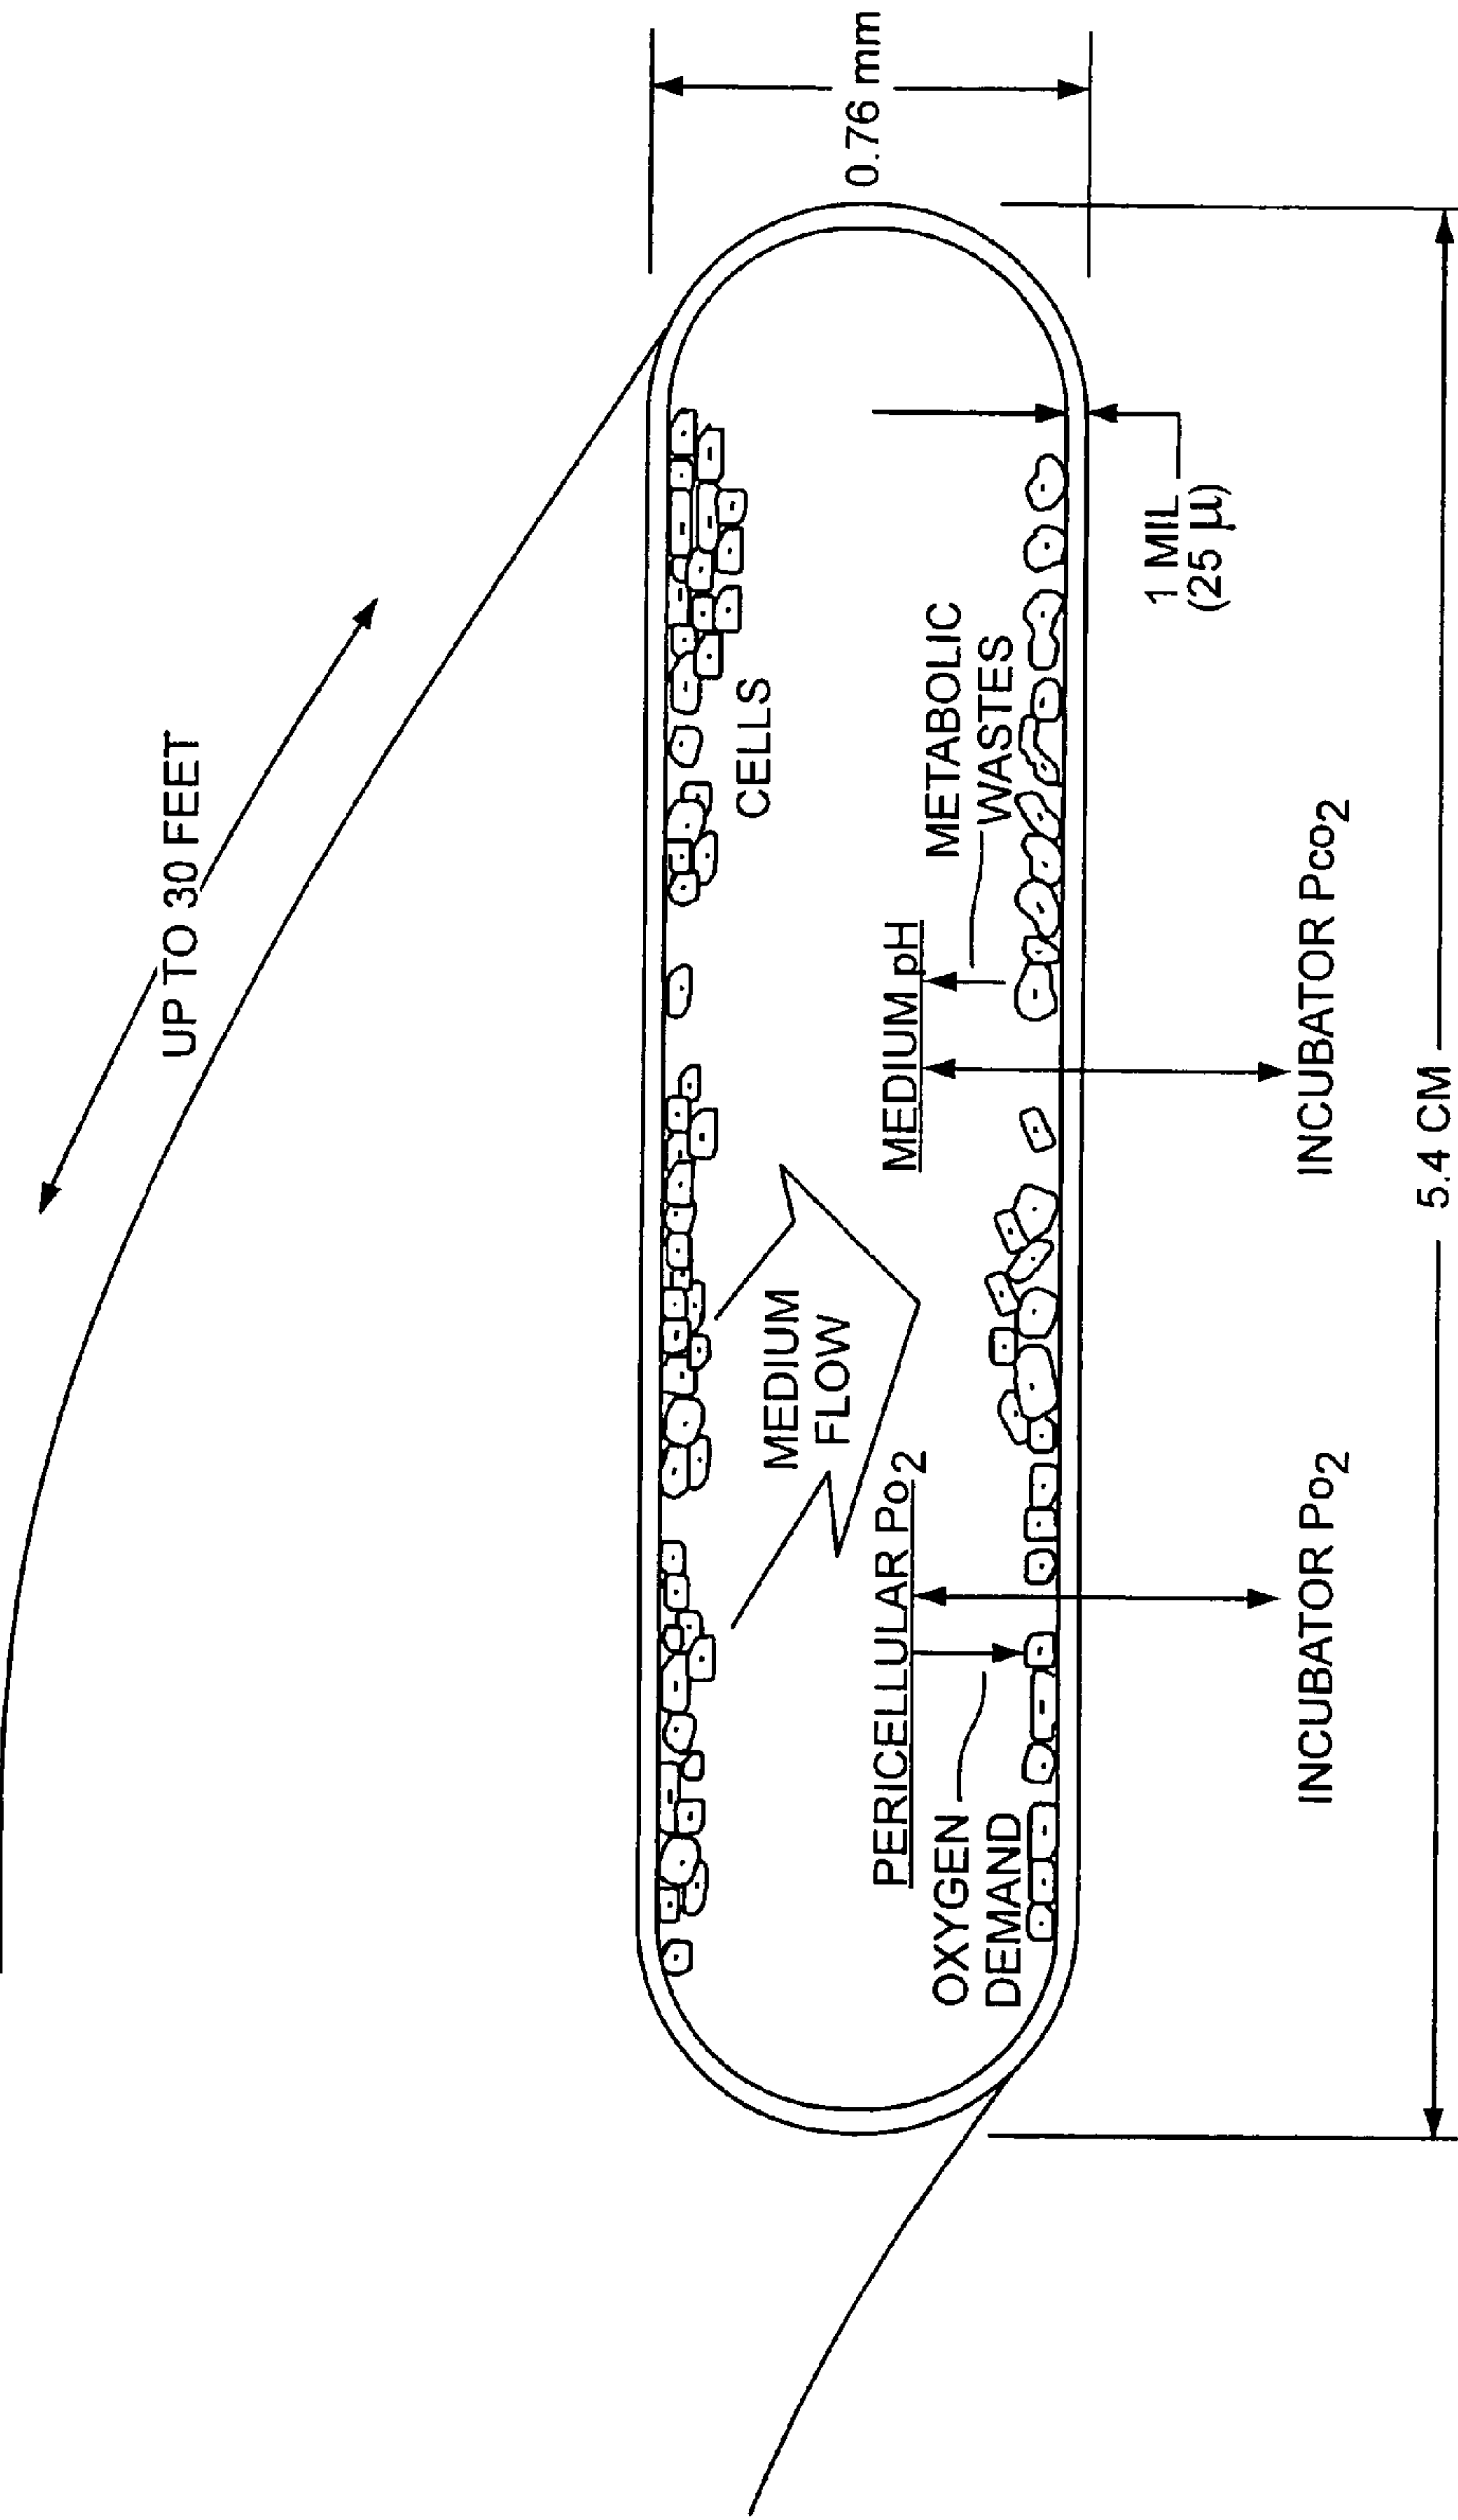 UP TO 30 FEET
0.76 mm
CELLS
MEDIUM
FLOW
PERICELLULAR Po2
MEDIUM pH
METABOLIC
WASTES
OXYGEN
DEMAND
1 MIL
(25 μ)
INCUBATOR Po2
INCUBATOR Pco2
5.4 CM